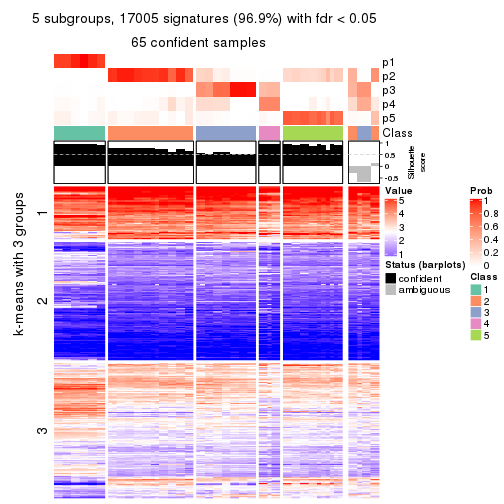 5 subgroups, 17005 signatures (96.9%) with fdr < 0.05
65 confident samples
p1
p2
p3
p4
p5
Class
1
0.5
0
-0.5
Silhouette
score
k-means with 3 groups
1
2
3
Value
5
4
3
2
1
Status (barplots)
confident
ambiguous
Prob
1
0.8
0.6
0.4
0.2
0
Class
1
2
3
4
5